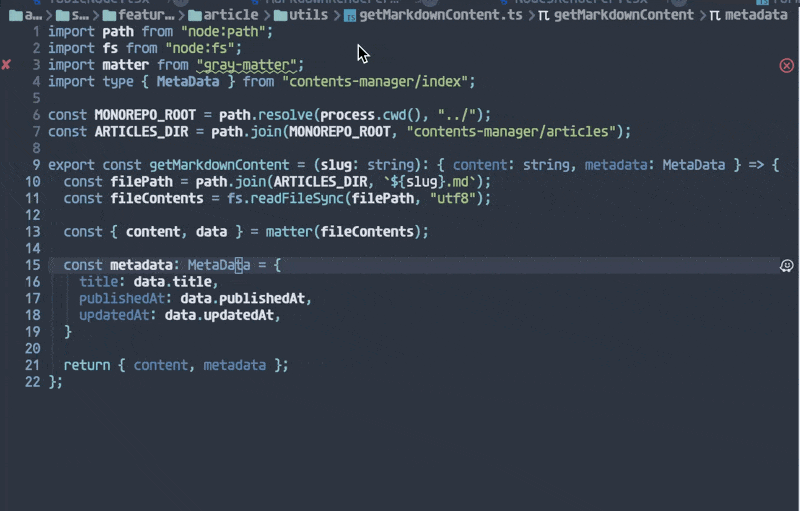 a... > s... > featur... > article > utils > getMarkdownContent.ts > getMarkdownContent > metadata
1 import path from "node:path";
2 import fs from "node:fs";
3 import matter from "gray-matter";
4 import type { MetaData } from "contents-manager/index";
5
6 const MONOREPO_ROOT = path.resolve(process.cwd(), "../");
7 const ARTICLES_DIR = path.join(MONOREPO_ROOT, "contents-manager/articles");
8
9 export const getMarkdownContent = (slug: string): { content: string, metadata: MetaData } => {
10 const filePath = path.join(ARTICLES_DIR, `${slug}.md`);
11 const fileContents = fs.readFileSync(filePath, "utf8");
12
13 const { content, data } = matter(fileContents);
14
15 const metadata: MetaData = {
16 title: data.title,
17 publishedAt: data.publishedAt,
18 updatedAt: data.updatedAt,
19 }
20
21 return { content, metadata };
22 };